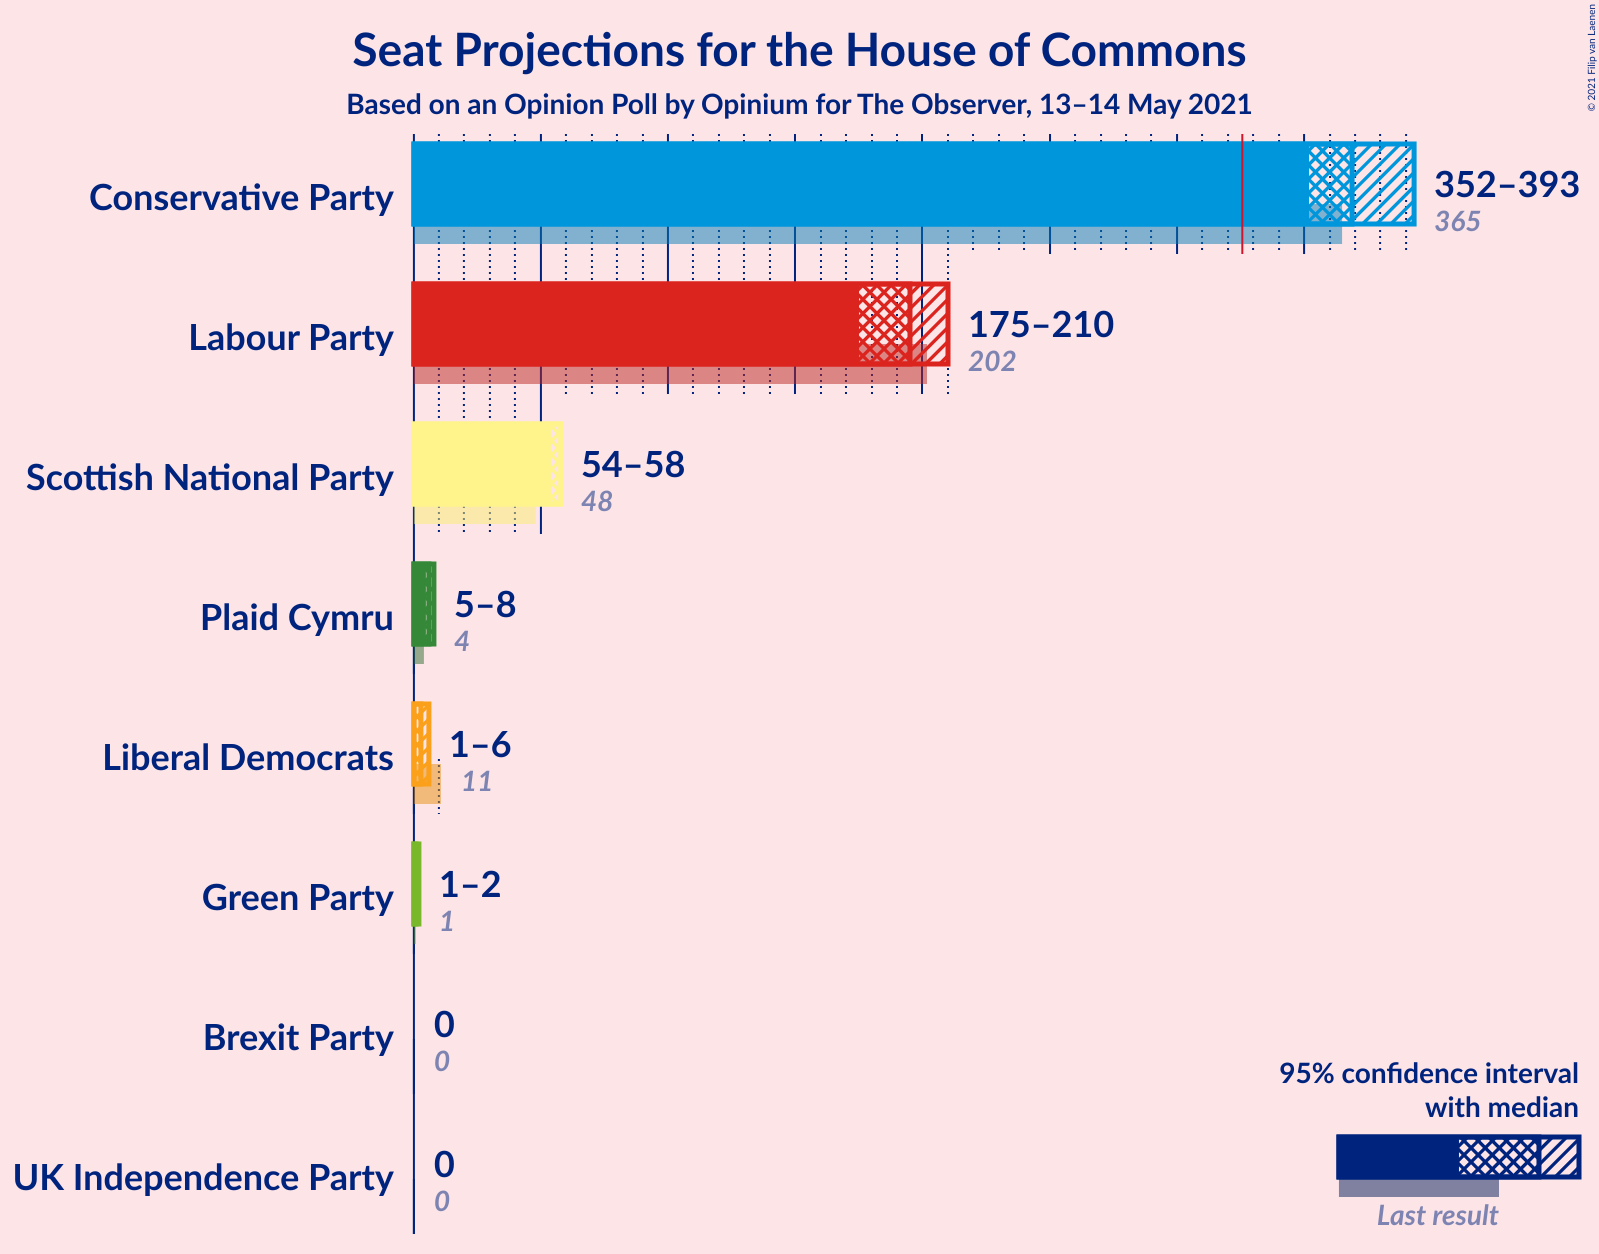 Seat Projections for the House of Commons
Based on an Opinion Poll by Opinium for The Observer, 13–14 May 2021
© 2021 Filip van Laenen
Conservative Party
352–393
365
Labour Party
175–210
202
Scottish National Party
54–58
48
Plaid Cymru
5–8
4
Liberal Democrats
1–6
11
Green Party
1–2
1
Brexit Party
0
0
UK Independence Party
0
0
95% confidence interval
with median
Last result